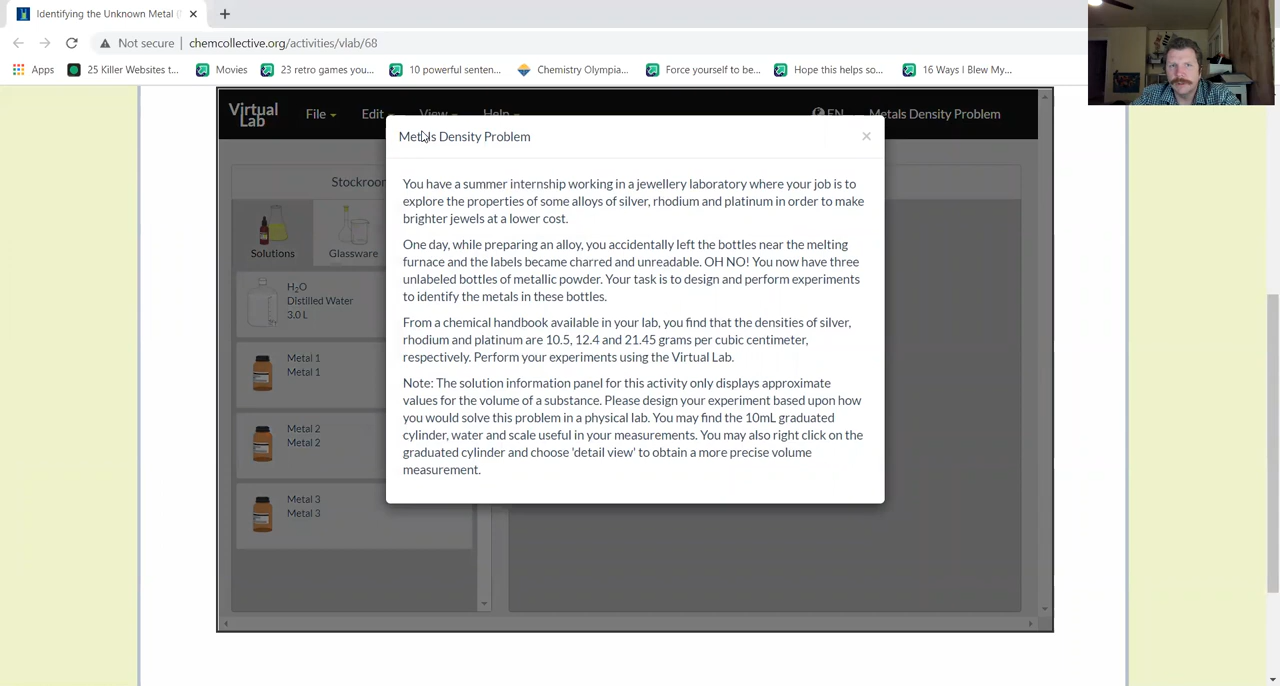 Identifying the Unknown Metal (
Not secure chemcollective.org/activities/vlab/68
Apps 25 Killer Websites t... Movies 23 retro games you... 10 powerful senten... Chemistry Olympia... Force yourself to be... Hope this helps so... 16 Ways I Blew My...
Virtual Lab File Edit View Help EN Metals Density Problem
Metals Density Problem ×
Stockroom
Solutions Glassware
H₂O
Distilled Water
3.0 L
Metal 1
Metal 1
Metal 2
Metal 2
Metal 3
Metal 3
You have a summer internship working in a jewellery laboratory where your job is to
explore the properties of some alloys of silver, rhodium and platinum in order to make
brighter jewels at a lower cost.
One day, while preparing an alloy, you accidentally left the bottles near the melting
furnace and the labels became charred and unreadable. OH NO! You now have three
unlabeled bottles of metallic powder. Your task is to design and perform experiments
to identify the metals in these bottles.
From a chemical handbook available in your lab, you find that the densities of silver,
rhodium and platinum are 10.5, 12.4 and 21.45 grams per cubic centimeter,
respectively. Perform your experiments using the Virtual Lab.
Note: The solution information panel for this activity only displays approximate
values for the volume of a substance. Please design your experiment based upon how
you would solve this problem in a physical lab. You may find the 10mL graduated
cylinder, water and scale useful in your measurements. You may also right click on the
graduated cylinder and choose 'detail view' to obtain a more precise volume
measurement.